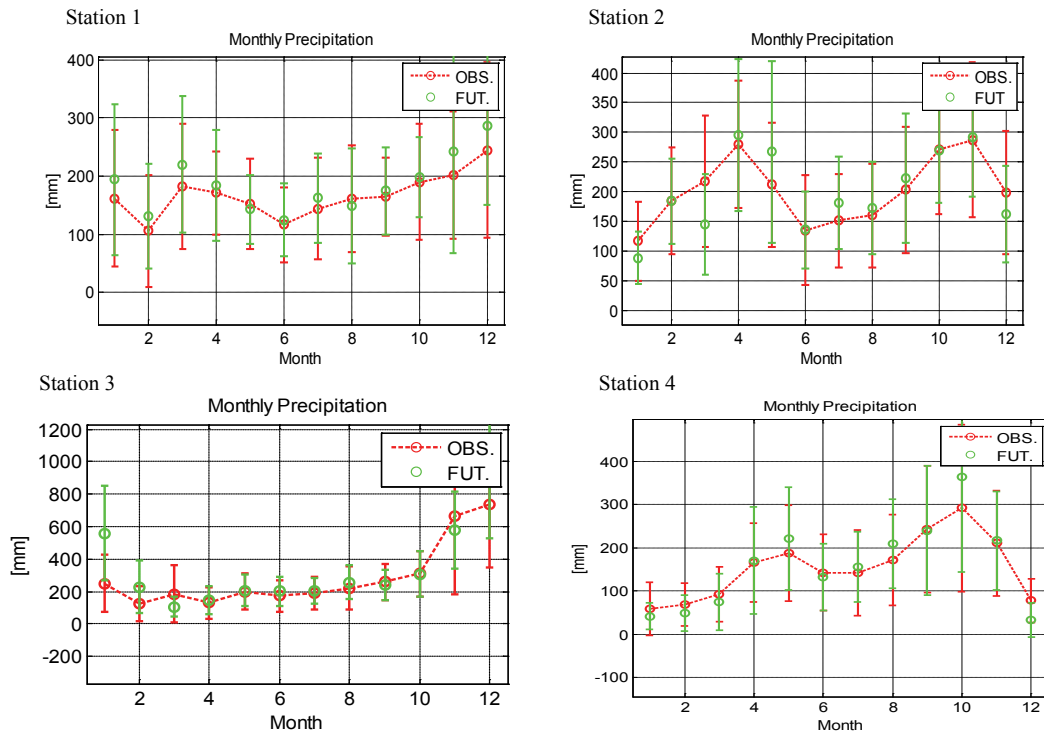 Station 1
Monthly Precipitation
400
300
200
100
0
[mm]
OBS.
FUT.
2 4 6 8 10 12
Month
Station 2
Monthly Precipitation
400
350
300
250
200
150
100
50
0
[mm]
OBS.
FUT
2 4 6 8 10 12
Month
Station 3
Monthly Precipitation
1200
1000
800
600
400
200
0
-200
[mm]
OBS.
FUT.
2 4 6 8 10 12
Month
Station 4
Monthly Precipitation
400
300
200
100
0
-100
[mm]
OBS.
FUT.
2 4 6 8 10 12
Month